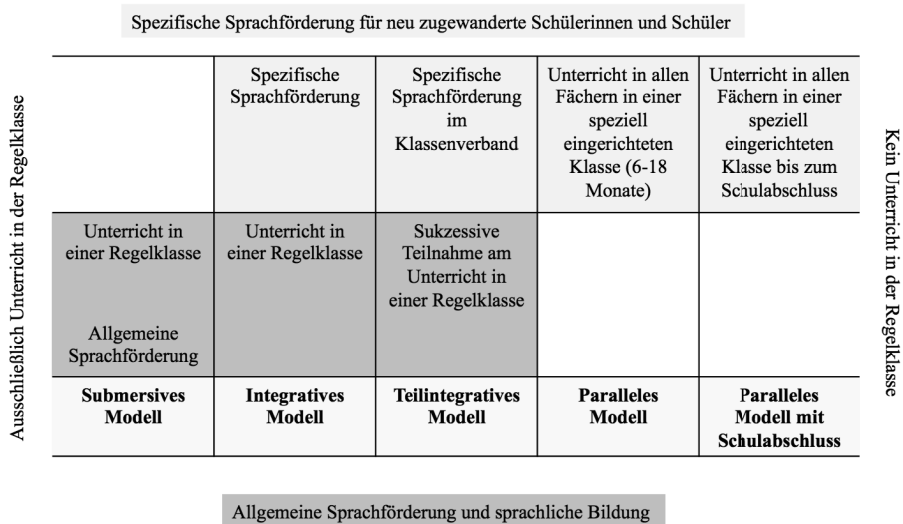 Spezifische Sprachförderung für neu zugewanderte Schülerinnen und Schüler
Ausschließlich Unterricht in der Regelklasse
Spezifische
Sprachförderung
Spezifische
Sprachförderung
im
Klassenverband
Unterricht in allen
Fächern in einer
speziell
eingerichteten
Klasse (6-18
Monate)
Unterricht in allen
Fächern in einer
speziell
eingerichteten
Klasse bis zum
Schulabschluss
Unterricht in
einer Regelklasse
Allgemeine
Sprachförderung
Unterricht in
einer Regelklasse
Sukzessive
Teilnahme am
Unterricht in
einer Regelklasse
Submersives
Modell
Integratives
Modell
Teilintegratives
Modell
Paralleles
Modell
Paralleles
Modell mit
Schulabschluss
Kein Unterricht in der Regelklasse
Allgemeine Sprachförderung und sprachliche Bildung